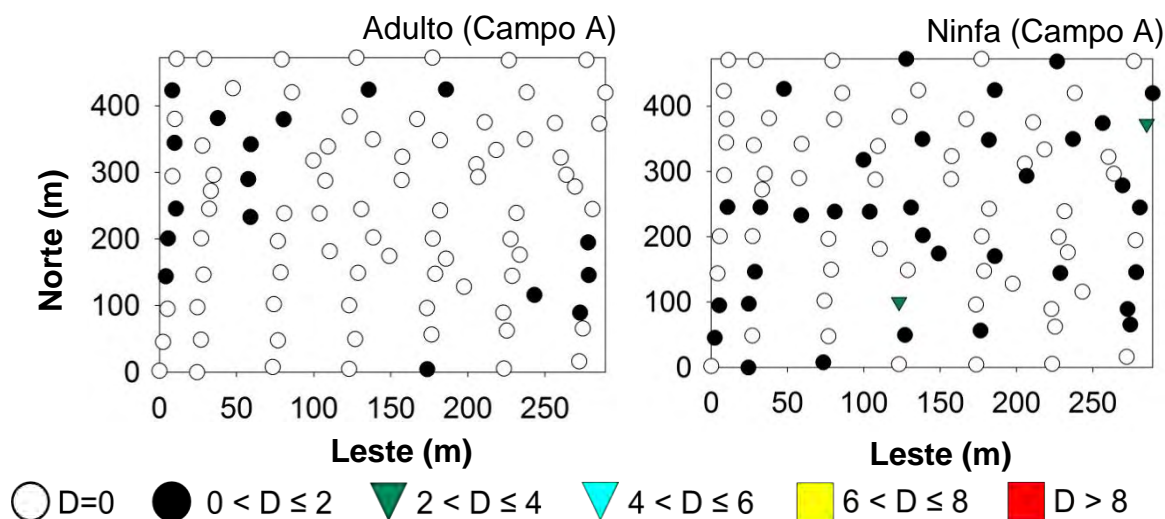 Adulto (Campo A)
Ninfa (Campo A)
Norte (m)
400
300
200
100
0
0 50 100 150 200 250
Leste (m)
400
300
200
100
0
0 50 100 150 200 250
Leste (m)
D=0 0 < D ≤ 2 2 < D ≤ 4 4 < D ≤ 6 6 < D ≤ 8 D > 8